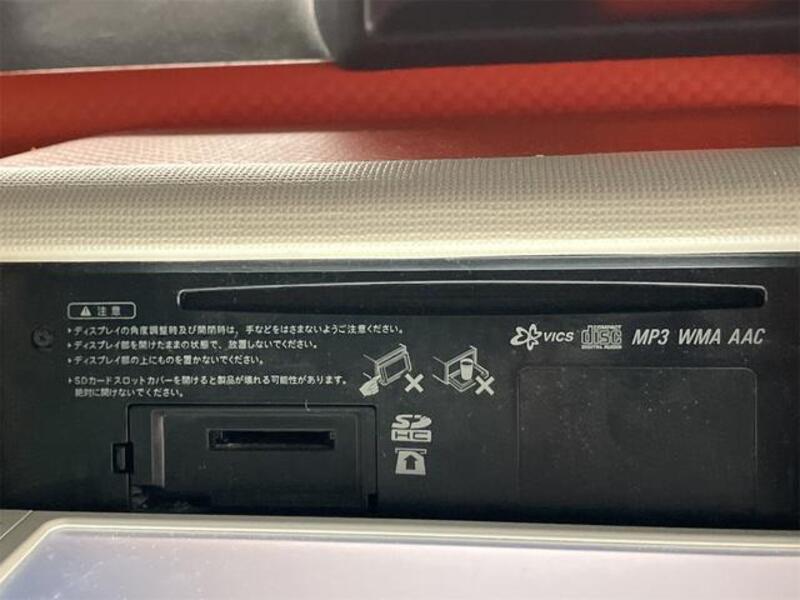 注意
ディスプレイの角度調整時及び開閉時は、手などをはさまないようご注意ください。
ディスプレイ部を開けたままの状態で、放置しないでください。
ディスプレイ部の上にものを置かないでください。
SDカードスロットカバーを開けると製品が壊れる可能性があります。
絶対に開けないでください。
VICS COMPACT disc DIGITAL AUDIO MP3 WMA AAC
SD
HC